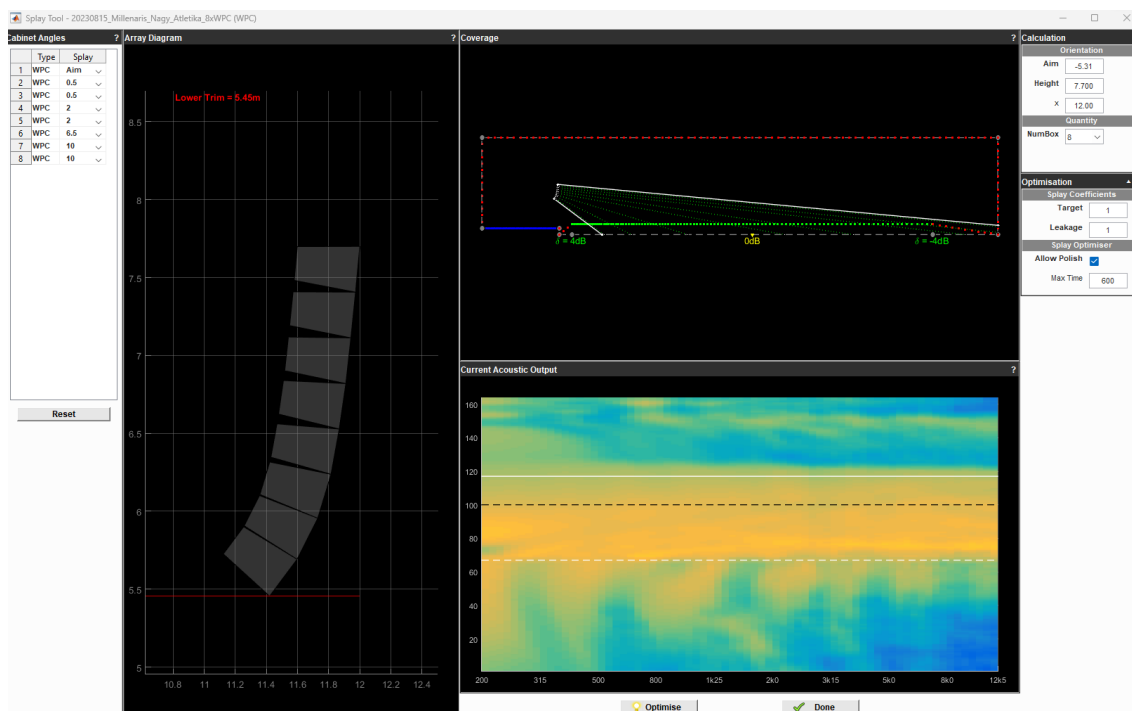 Splay Tool - 20230815_Millenaris_Nagy_Atletika_8xWPC (WPC)
Cabinet Angles ?
Type Splay
1 WPC Aim
2 WPC 0.5
3 WPC 0.5
4 WPC 2
5 WPC 2
6 WPC 6.5
7 WPC 10
8 WPC 10
Reset
Array Diagram ?
Lower Trim = 5.45m
8.5
8
7.5
7
6.5
6
5.5
5
10.8 11 11.2 11.4 11.6 11.8 12 12.2 12.4
Coverage ?
δ = 4dB 0dB δ = -4dB
Current Acoustic Output ?
160
140
120
100
80
60
40
20
200 315 500 800 1k25 2k0 3k15 5k0 8k0 12k5
Optimise Done
Calculation
Orientation
Aim -5.31
Height 7.700
x 12.00
Quantity
NumBox 8
Optimisation
Splay Coefficients
Target 1
Leakage 1
Splay Optimiser
Allow Polish
Max Time 600